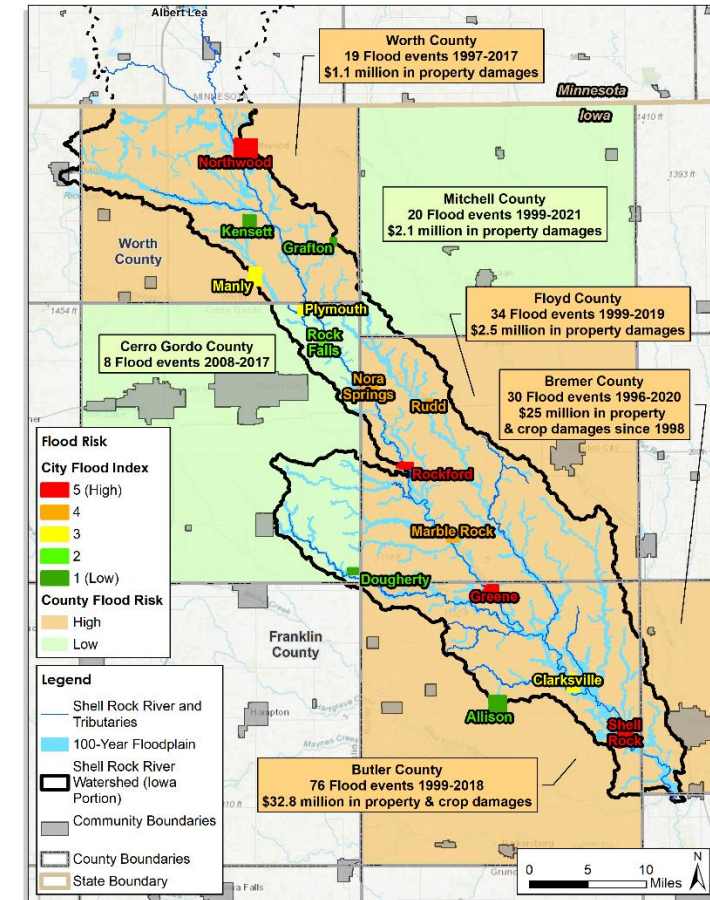 Albert Lea
Worth County
19 Flood events 1997-2017
$1.1 million in property damages
MINNESOTA
Minnesota
Iowa
1410 ft
Northwood
1393 ft
Mitchell County
20 Flood events 1999-2021
$2.1 million in property damages
Kensett
Grafton
Worth
County
Manly
Floyd County
34 Flood events 1999-2019
$2.5 million in property damages
1454 ft
Plymouth
Cerro Gordo
Rock
Falls
Cerro Gordo County
8 Flood events 2008-2017
Bremer County
30 Flood events 1996-2020
$25 million in property
& crop damages since 1998
Nora
Springs
Rudd
Flood Risk
City Flood Index
5 (High)
4
3
2
1 (Low)
County Flood Risk
High
Low
Rockford
Marble Rock
Dougherty
Greene
Franklin
County
Clarksville
Allison
Shell
Rock
Hampton
Maynes Creek
Legend
Shell Rock River and
Tributaries
100-Year Floodplain
Shell Rock River
Watershed (Iowa
Portion)
Community Boundaries
County Boundaries
State Boundary
Butler County
76 Flood events 1999-2018
$32.8 million in property & crop damages
0 5 10
Miles
N